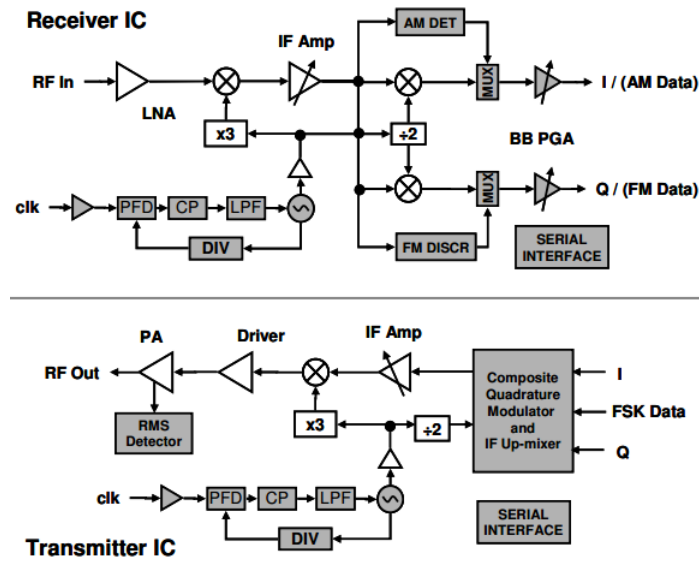 Receiver IC
AM DET
IF Amp
RF In
MUX
I / (AM Data)
LNA
x3
÷2
BB PGA
clk
PFD
CP
LPF
MUX
Q / (FM Data)
DIV
FM DISCR
SERIAL
INTERFACE
PA
Driver
IF Amp
RF Out
Composite
Quadrature
Modulator
and
IF Up-mixer
I
FSK Data
Q
RMS
Detector
x3
÷2
clk
PFD
CP
LPF
DIV
SERIAL
INTERFACE
Transmitter IC